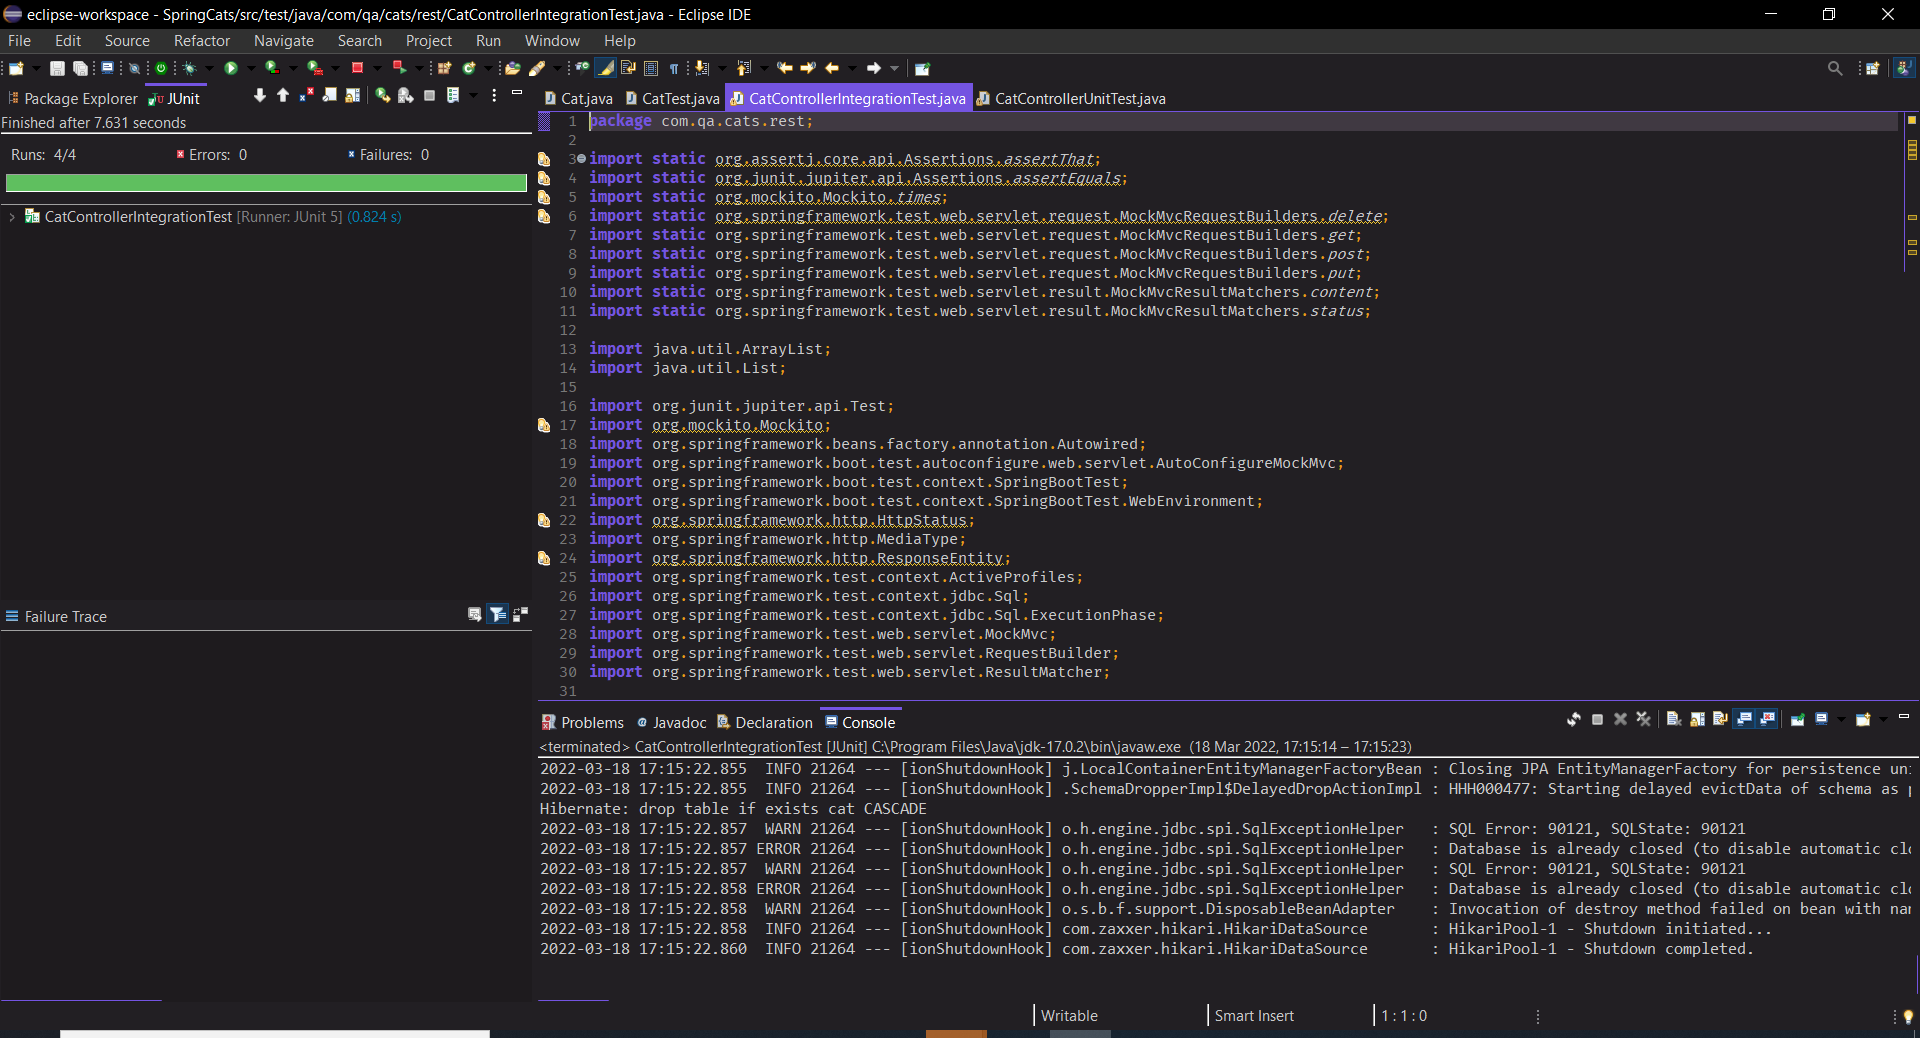 eclipse-workspace - SpringCats/src/test/java/com/qa/cats/rest/CatControllerIntegrationTest.java - Eclipse IDE
File Edit Source Refactor Navigate Search Project Run Window Help
Package Explorer JUnit
Finished after 7.631 seconds
Runs: 4/4 Errors: 0 Failures: 0
CatControllerIntegrationTest [Runner: JUnit 5] (0.824 s)
Failure Trace
Cat.java CatTest.java CatControllerIntegrationTest.java CatControllerUnitTest.java
1 package com.qa.cats.rest;
2
3 import static org.assertj.core.api.Assertions.assertThat;
4 import static org.junit.jupiter.api.Assertions.assertEquals;
5 import static org.mockito.Mockito.times;
6 import static org.springframework.test.web.servlet.request.MockMvcRequestBuilders.delete;
7 import static org.springframework.test.web.servlet.request.MockMvcRequestBuilders.get;
8 import static org.springframework.test.web.servlet.request.MockMvcRequestBuilders.post;
9 import static org.springframework.test.web.servlet.request.MockMvcRequestBuilders.put;
10 import static org.springframework.test.web.servlet.result.MockMvcResultMatchers.content;
11 import static org.springframework.test.web.servlet.result.MockMvcResultMatchers.status;
12
13 import java.util.ArrayList;
14 import java.util.List;
15
16 import org.junit.jupiter.api.Test;
17 import org.mockito.Mockito;
18 import org.springframework.beans.factory.annotation.Autowired;
19 import org.springframework.boot.test.autoconfigure.web.servlet.AutoConfigureMockMvc;
20 import org.springframework.boot.test.context.SpringBootTest;
21 import org.springframework.boot.test.context.SpringBootTest.WebEnvironment;
22 import org.springframework.http.HttpStatus;
23 import org.springframework.http.MediaType;
24 import org.springframework.http.ResponseEntity;
25 import org.springframework.test.context.ActiveProfiles;
26 import org.springframework.test.context.jdbc.Sql;
27 import org.springframework.test.context.jdbc.Sql.ExecutionPhase;
28 import org.springframework.test.web.servlet.MockMvc;
29 import org.springframework.test.web.servlet.RequestBuilder;
30 import org.springframework.test.web.servlet.ResultMatcher;
31
Problems Javadoc Declaration Console
<terminated> CatControllerIntegrationTest [JUnit] C:\Program Files\Java\jdk-17.0.2\bin\javaw.exe (18 Mar 2022, 17:15:14 – 17:15:23)
2022-03-18 17:15:22.855 INFO 21264 --- [ionShutdownHook] j.LocalContainerEntityManagerFactoryBean : Closing JPA EntityManagerFactory for persistence uni
2022-03-18 17:15:22.855 INFO 21264 --- [ionShutdownHook] .SchemaDropperImpl$DelayedDropActionImpl : HHH000477: Starting delayed evictData of schema as p
Hibernate: drop table if exists cat CASCADE
2022-03-18 17:15:22.857 WARN 21264 --- [ionShutdownHook] o.h.engine.jdbc.spi.SqlExceptionHelper : SQL Error: 90121, SQLState: 90121
2022-03-18 17:15:22.857 ERROR 21264 --- [ionShutdownHook] o.h.engine.jdbc.spi.SqlExceptionHelper : Database is already closed (to disable automatic clo
2022-03-18 17:15:22.857 WARN 21264 --- [ionShutdownHook] o.h.engine.jdbc.spi.SqlExceptionHelper : SQL Error: 90121, SQLState: 90121
2022-03-18 17:15:22.858 ERROR 21264 --- [ionShutdownHook] o.h.engine.jdbc.spi.SqlExceptionHelper : Database is already closed (to disable automatic clo
2022-03-18 17:15:22.858 WARN 21264 --- [ionShutdownHook] o.s.b.f.support.DisposableBeanAdapter : Invocation of destroy method failed on bean with nam
2022-03-18 17:15:22.858 INFO 21264 --- [ionShutdownHook] com.zaxxer.hikari.HikariDataSource : HikariPool-1 - Shutdown initiated...
2022-03-18 17:15:22.860 INFO 21264 --- [ionShutdownHook] com.zaxxer.hikari.HikariDataSource : HikariPool-1 - Shutdown completed.
Writable Smart Insert 1 : 1 : 0